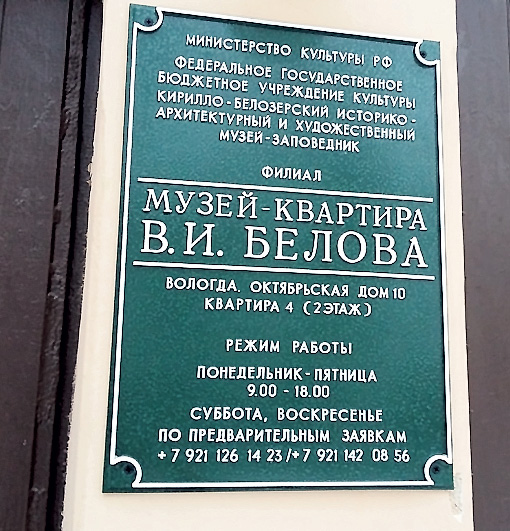 МИНИСТЕРСТВО КУЛЬТУРЫ РФ
ФЕДЕРАЛЬНОЕ ГОСУДАРСТВЕННОЕ
БЮДЖЕТНОЕ УЧРЕЖДЕНИЕ КУЛЬТУРЫ
КИРИЛЛО-БЕЛОЗЕРСКИЙ ИСТОРИКО-
АРХИТЕКТУРНЫЙ И ХУДОЖЕСТВЕННЫЙ
МУЗЕЙ-ЗАПОВЕДНИК
ФИЛИАЛ
МУЗЕЙ-КВАРТИРА
В.И. БЕЛОВА
ВОЛОГДА. ОКТЯБРЬСКАЯ ДОМ 10
КВАРТИРА 4 (2 ЭТАЖ)
РЕЖИМ РАБОТЫ
ПОНЕДЕЛЬНИК-ПЯТНИЦА
9.00 - 18.00
СУББОТА, ВОСКРЕСЕНЬЕ
ПО ПРЕДВАРИТЕЛЬНЫМ ЗАЯВКАМ
+ 7 921 126 14 23 /+ 7 921 142 08 56